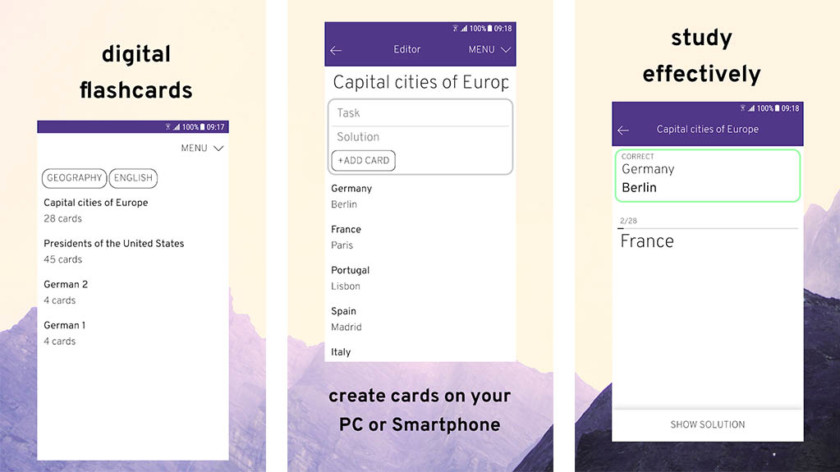 digital
flashcards
100% 09:17
MENU
GEOGRAPHY ENGLISH
Capital cities of Europe
28 cards
Presidents of the United States
45 cards
German 2
4 cards
German 1
4 cards
100% 09:18
Editor MENU
Capital cities of Europ
Task
Solution
+ADD CARD
Germany
Berlin
France
Paris
Portugal
Lisbon
Spain
Madrid
Italy
create cards on your
PC or Smartphone
study
effectively
100% 09:18
Capital cities of Europe
CORRECT
Germany
Berlin
2/28
France
SHOW SOLUTION